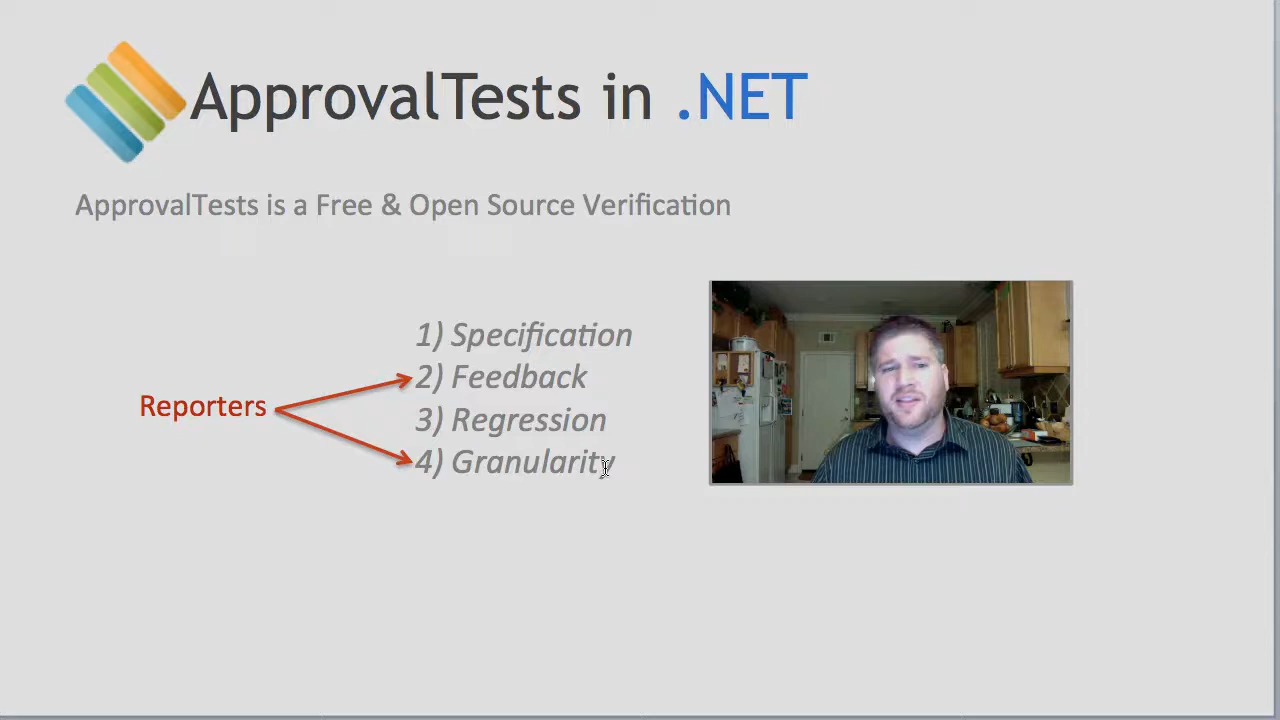 ApprovalTests in .NET
ApprovalTests is a Free & Open Source Verification
1) Specification
2) Feedback
Reporters
3) Regression
4) Granularity